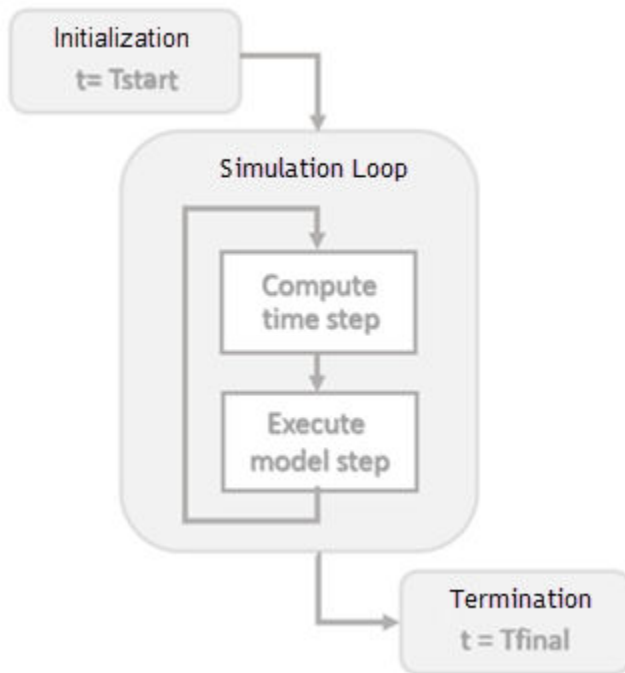 Initialization
t= Tstart
Simulation Loop
Compute
time step
Execute
model step
Termination
t = Tfinal